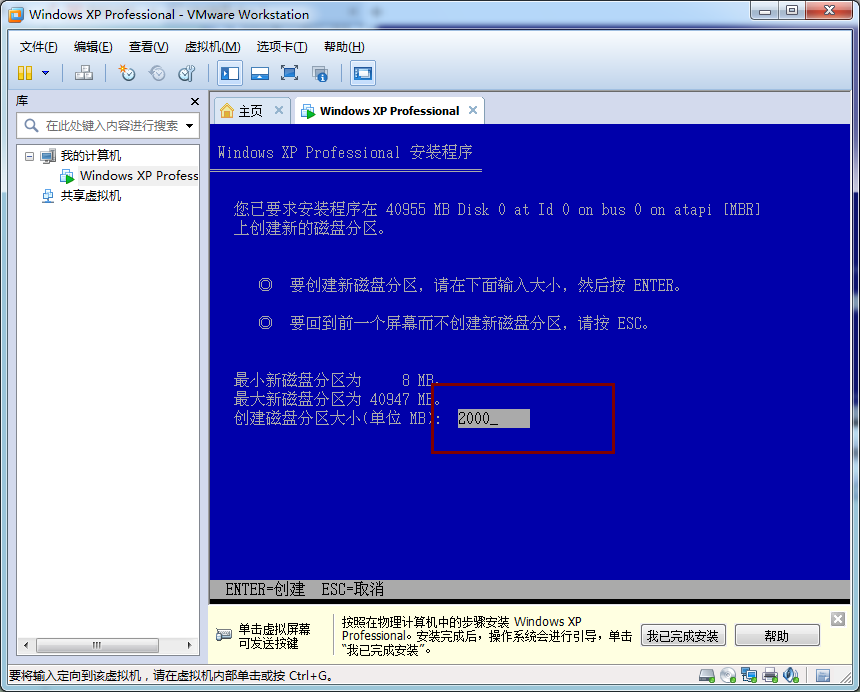 Windows XP Professional - VMware Workstation
文件(F) 编辑(E) 查看(V) 虚拟机(M) 选项卡(T) 帮助(H)
库
在此处键入内容进行搜索
我的计算机
Windows XP Profess
共享虚拟机
主页
Windows XP Professional
Windows XP Professional 安装程序
您已要求安装程序在 40955 MB Disk 0 at Id 0 on bus 0 on atapi [MBR]
上创建新的磁盘分区。
◎ 要创建新磁盘分区，请在下面输入大小，然后按 ENTER。
◎ 要回到前一个屏幕而不创建新磁盘分区，请按 ESC。
最小新磁盘分区为 8 MB。
最大新磁盘分区为 40947 MB。
创建磁盘分区大小(单位 MB): 2000_
ENTER=创建 ESC=取消
单击虚拟屏幕
可发送按键
按照在物理计算机中的步骤安装 Windows XP
Professional。安装完成后，操作系统会进行引导，单击
“我已完成安装”。
我已完成安装
帮助
要将输入定向到该虚拟机，请在虚拟机内部单击或按 Ctrl+G。